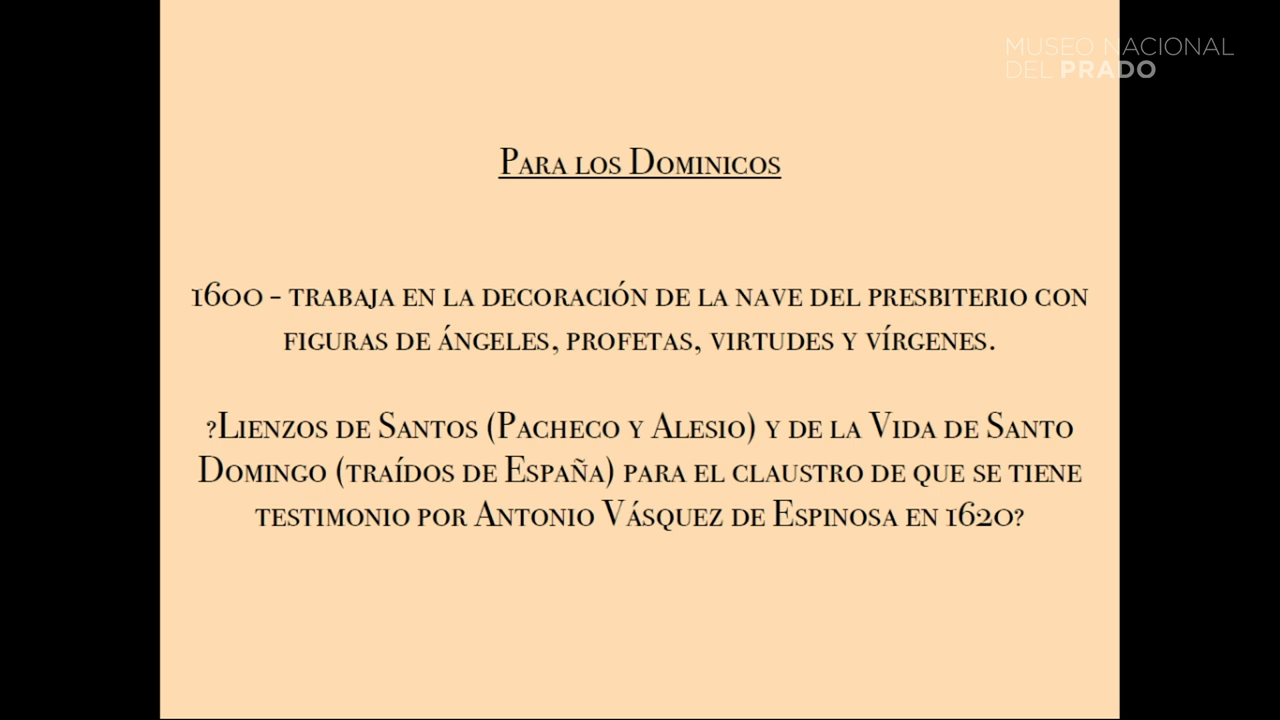 MUSEO NACIONAL
DEL PRADO
Para los Dominicos
1600 - trabaja en la decoración de la nave del presbiterio con
figuras de ángeles, profetas, virtudes y vírgenes.
?Lienzos de Santos (Pacheco y Alesio) y de la Vida de Santo
Domingo (traídos de España) para el claustro de que se tiene
testimonio por Antonio Vásquez de Espinosa en 1620?